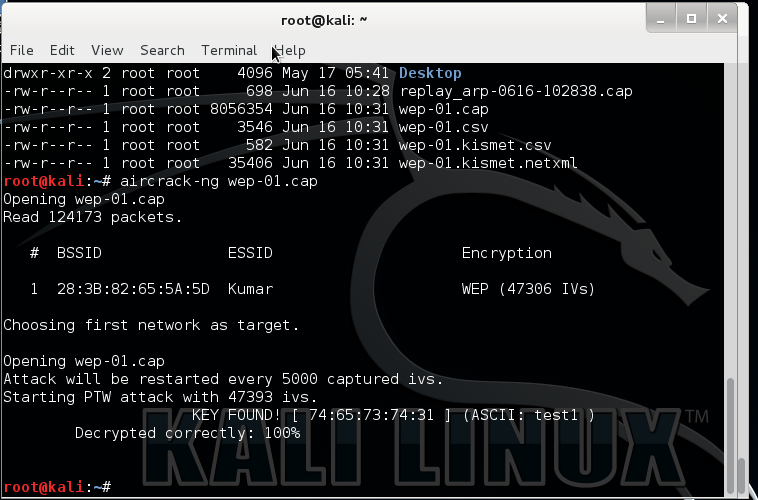 root@kali: ~
File Edit View Search Terminal Help
drwxr-xr-x 2 root root    4096 May 17 05:41 Desktop
-rw-r--r-- 1 root root     698 Jun 16 10:28 replay_arp-0616-102838.cap
-rw-r--r-- 1 root root 8056354 Jun 16 10:31 wep-01.cap
-rw-r--r-- 1 root root    3546 Jun 16 10:31 wep-01.csv
-rw-r--r-- 1 root root     582 Jun 16 10:31 wep-01.kismet.csv
-rw-r--r-- 1 root root   35406 Jun 16 10:31 wep-01.kismet.netxml
root@kali:~# aircrack-ng wep-01.cap
Opening wep-01.cap
Read 124173 packets.
#  BSSID              ESSID                     Encryption
1  28:3B:82:65:5A:5D  Kumar                     WEP (47306 IVs)
Choosing first network as target.
Opening wep-01.cap
Attack will be restarted every 5000 captured ivs.
Starting PTW attack with 47393 ivs.
KEY FOUND! [ 74:65:73:74:31 ] (ASCII: test1 )
Decrypted correctly: 100%
root@kali:~#
KALI LINUX™